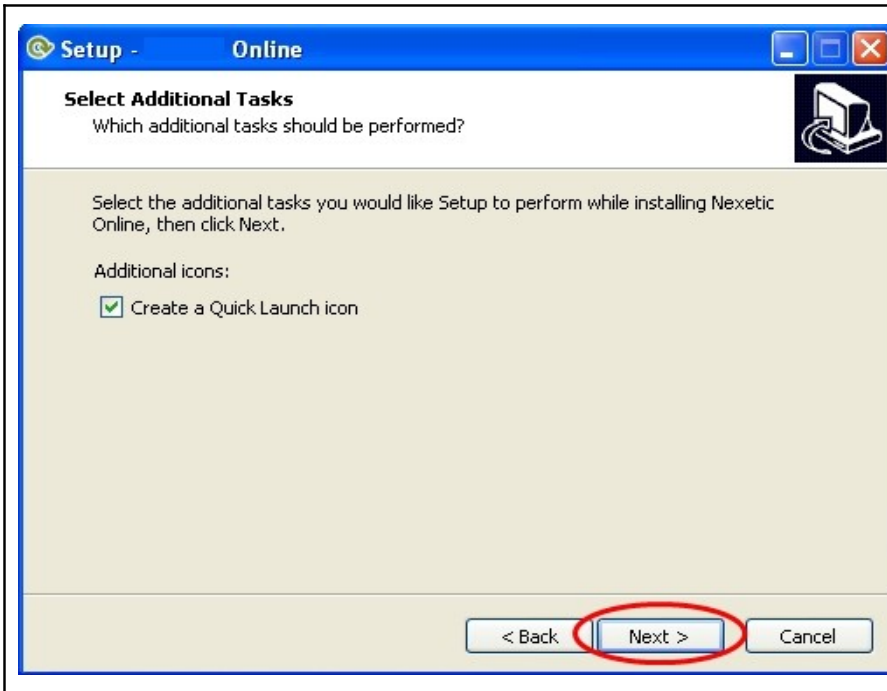 Setup - Online
Select Additional Tasks
Which additional tasks should be performed?
Select the additional tasks you would like Setup to perform while installing Nexetic
Online, then click Next.
Additional icons:
Create a Quick Launch icon
< Back Next > Cancel